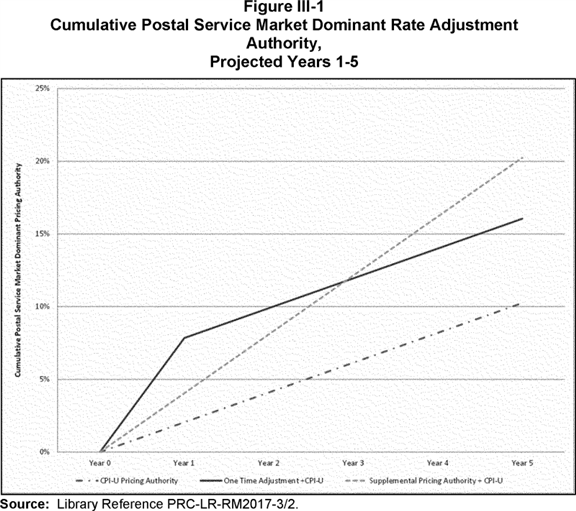 Figure III-1
Cumulative Postal Service Market Dominant Rate Adjustment
Authority,
Projected Years 1-5
Cumulative Postal Service Market Dominant Pricing Authority
25%
20%
15%
10%
5%
0%
Year 0 Year 1 Year 2 Year 3 Year 4 Year 5
CPI-U Pricing Authority One Time Adjustment +CPI-U Supplemental Pricing Authority + CPI-U
Source: Library Reference PRC-LR-RM2017-3/2.